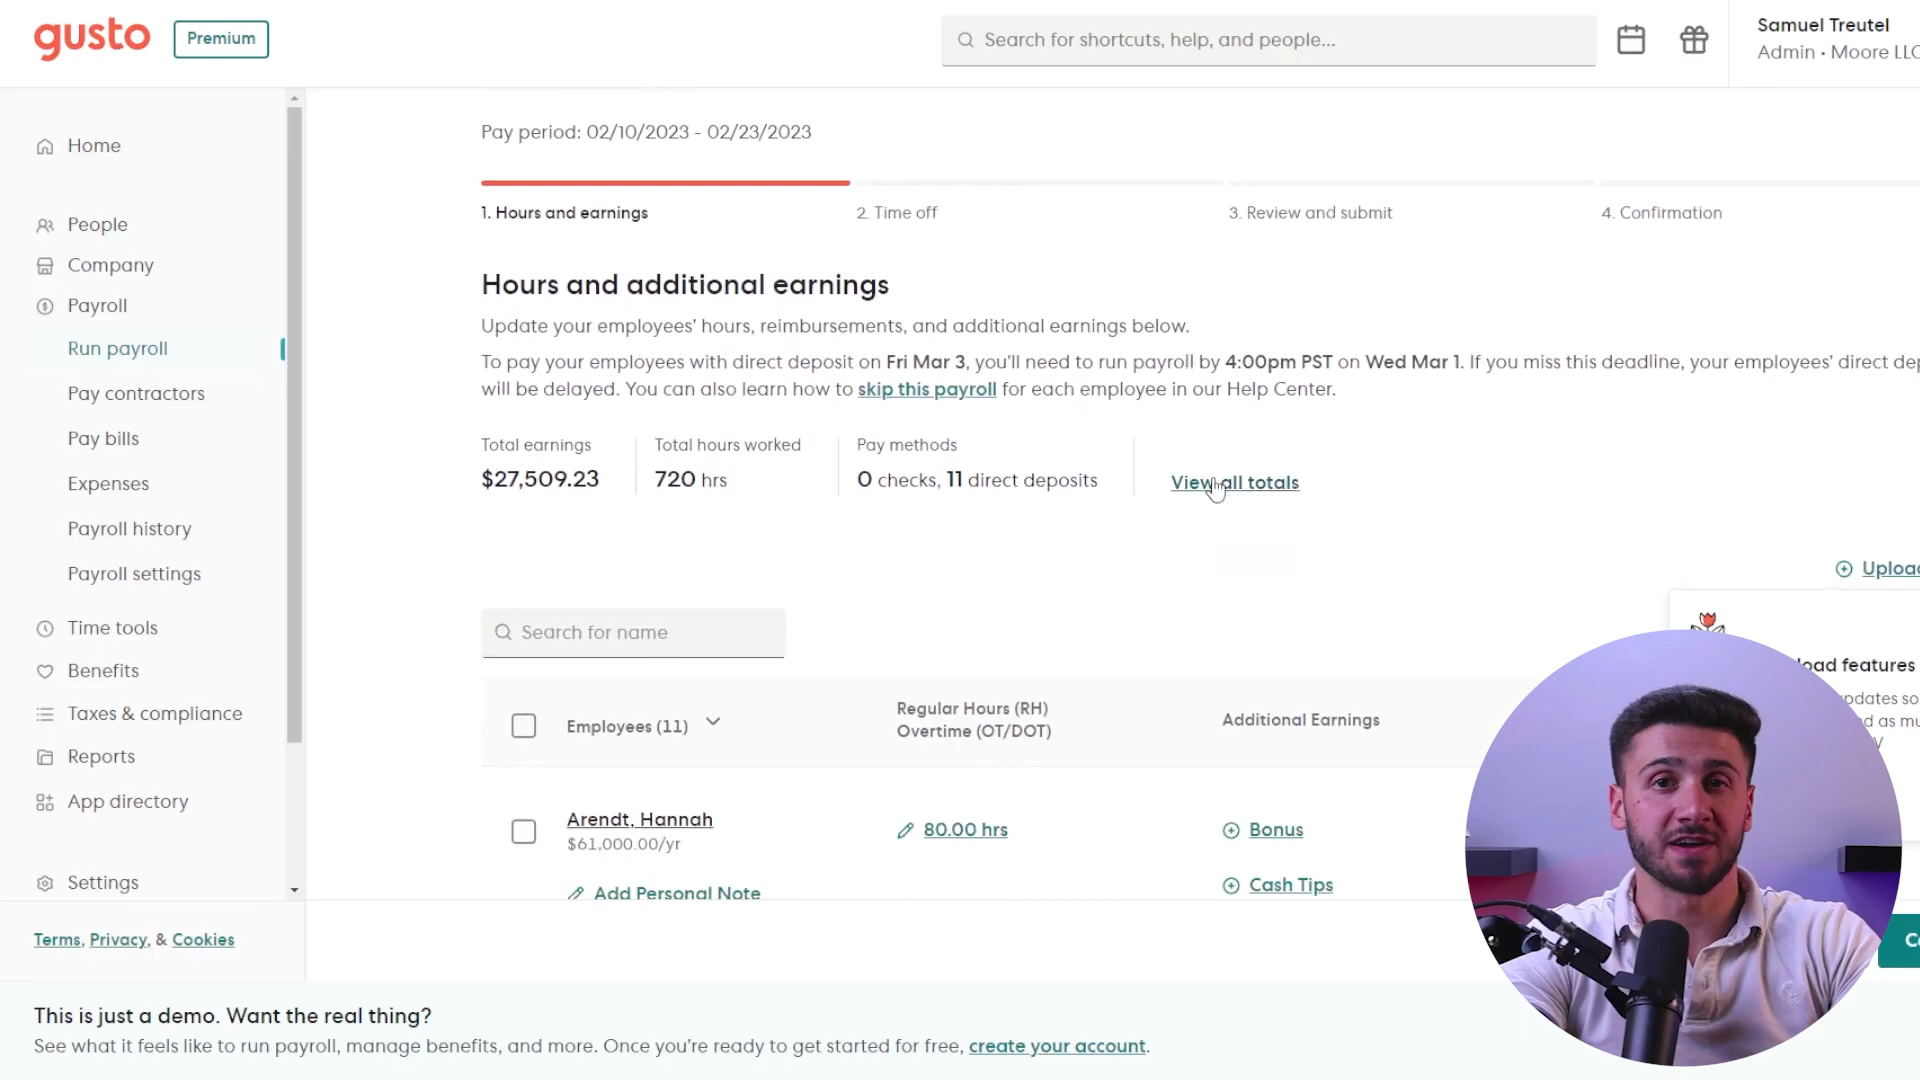 gusto
Premium
Search for shortcuts, help, and people...
Samuel Treutel
Admin • Moore LLC
Home
People
Company
Payroll
Run payroll
Pay contractors
Pay bills
Expenses
Payroll history
Payroll settings
Time tools
Benefits
Taxes & compliance
Reports
App directory
Settings
Terms, Privacy, & Cookies
Pay period: 02/10/2023 - 02/23/2023
1. Hours and earnings
2. Time off
3. Review and submit
4. Confirmation
Hours and additional earnings
Update your employees' hours, reimbursements, and additional earnings below.
To pay your employees with direct deposit on Fri Mar 3, you'll need to run payroll by 4:00pm PST on Wed Mar 1. If you miss this deadline, your employees' direct
will be delayed. You can also learn how to skip this payroll for each employee in our Help Center.
Total earnings
$27,509.23
Total hours worked
720 hrs
Pay methods
0 checks, 11 direct deposits
View all totals
Search for name
features
Employees (11)
Regular Hours (RH)
Overtime (OT/DOT)
Additional Earnings
Arendt, Hannah
$61,000.00/yr
Add Personal Note
80.00 hrs
Bonus
Cash Tips
This is just a demo. Want the real thing?
See what it feels like to run payroll, manage benefits, and more. Once you're ready to get started for free, create your account.